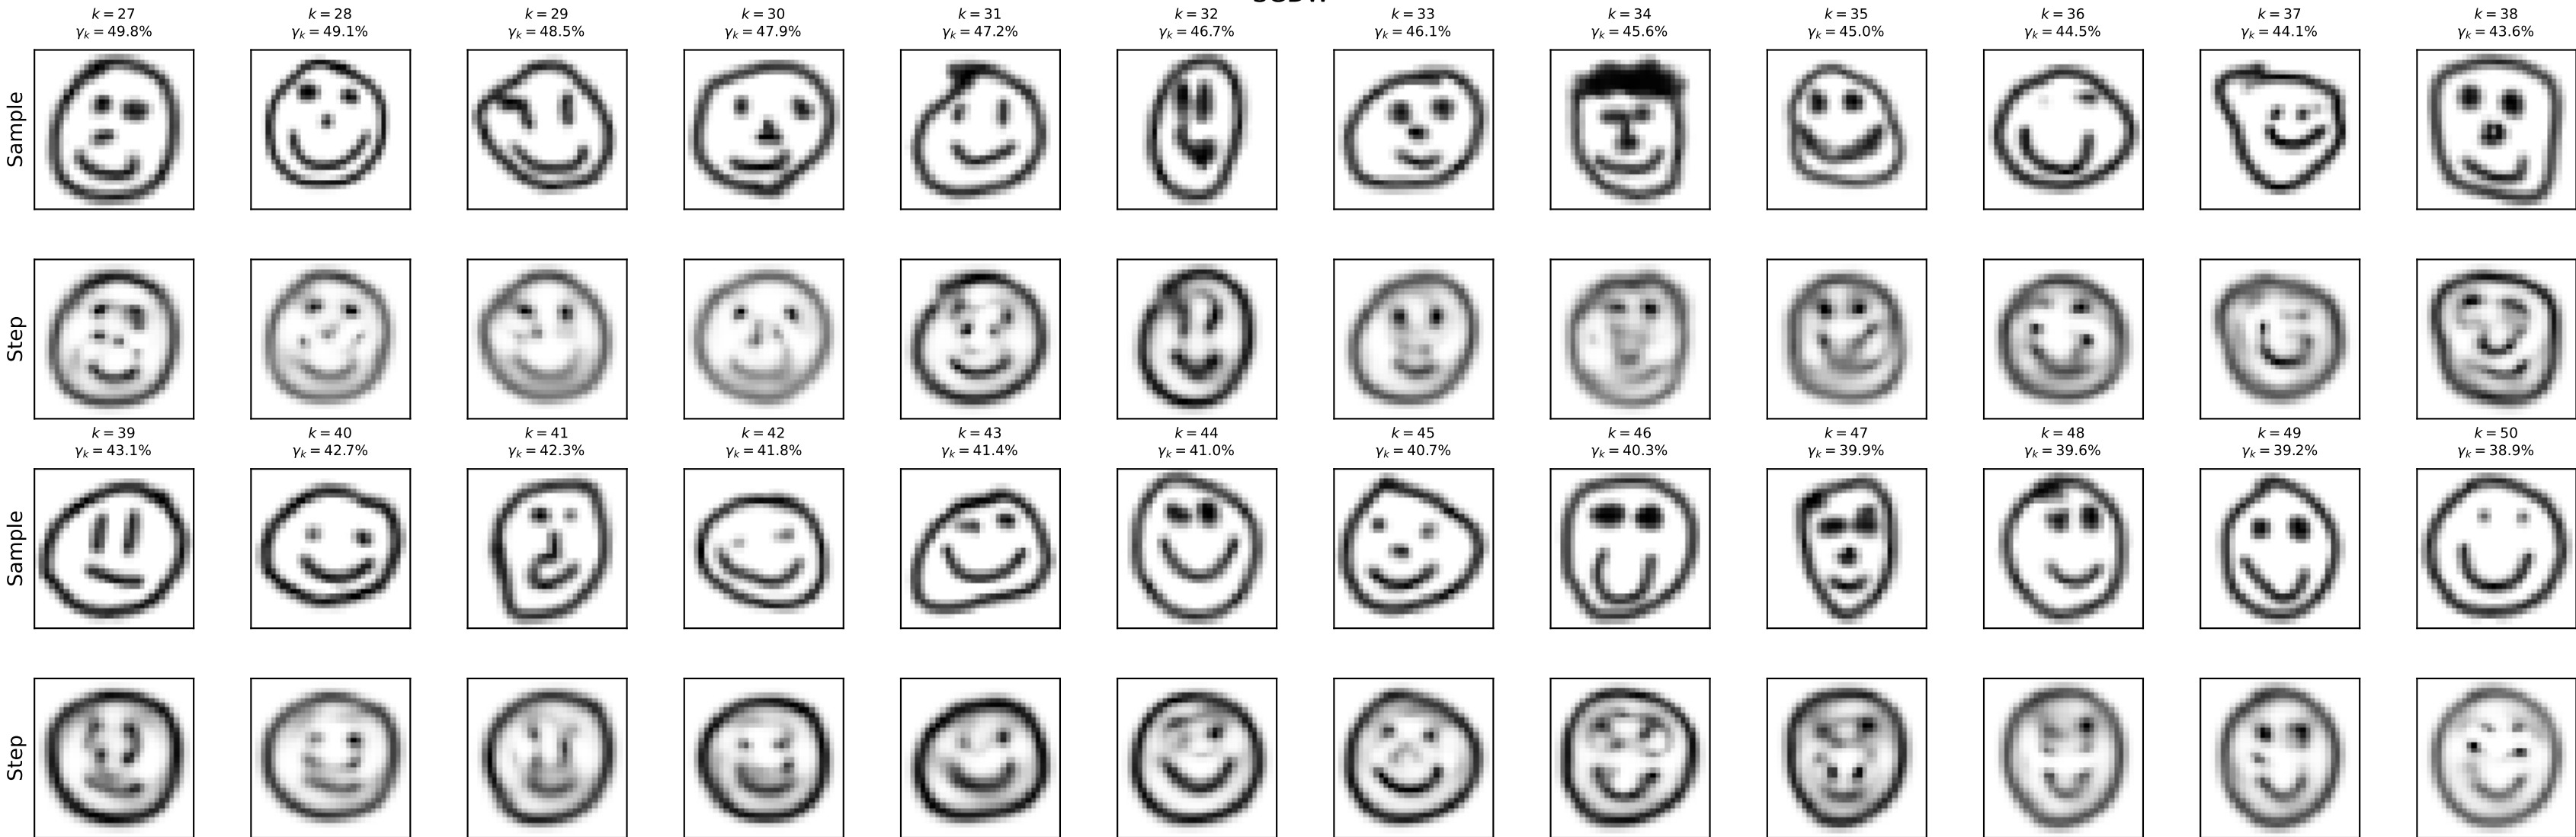 k = 27 k = 28 k = 29 k = 30 k = 31 k = 32 k = 33 k = 34 k = 35 k = 36 k = 37 k = 38
γk = 49.8% γk = 49.1% γk = 48.5% γk = 47.9% γk = 47.2% γk = 46.7% γk = 46.1% γk = 45.6% γk = 45.0% γk = 44.5% γk = 44.1% γk = 43.6%
Sample
Step
k = 39 k = 40 k = 41 k = 42 k = 43 k = 44 k = 45 k = 46 k = 47 k = 48 k = 49 k = 50
γk = 43.1% γk = 42.7% γk = 42.3% γk = 41.8% γk = 41.4% γk = 41.0% γk = 40.7% γk = 40.3% γk = 39.9% γk = 39.6% γk = 39.2% γk = 38.9%
Sample
Step